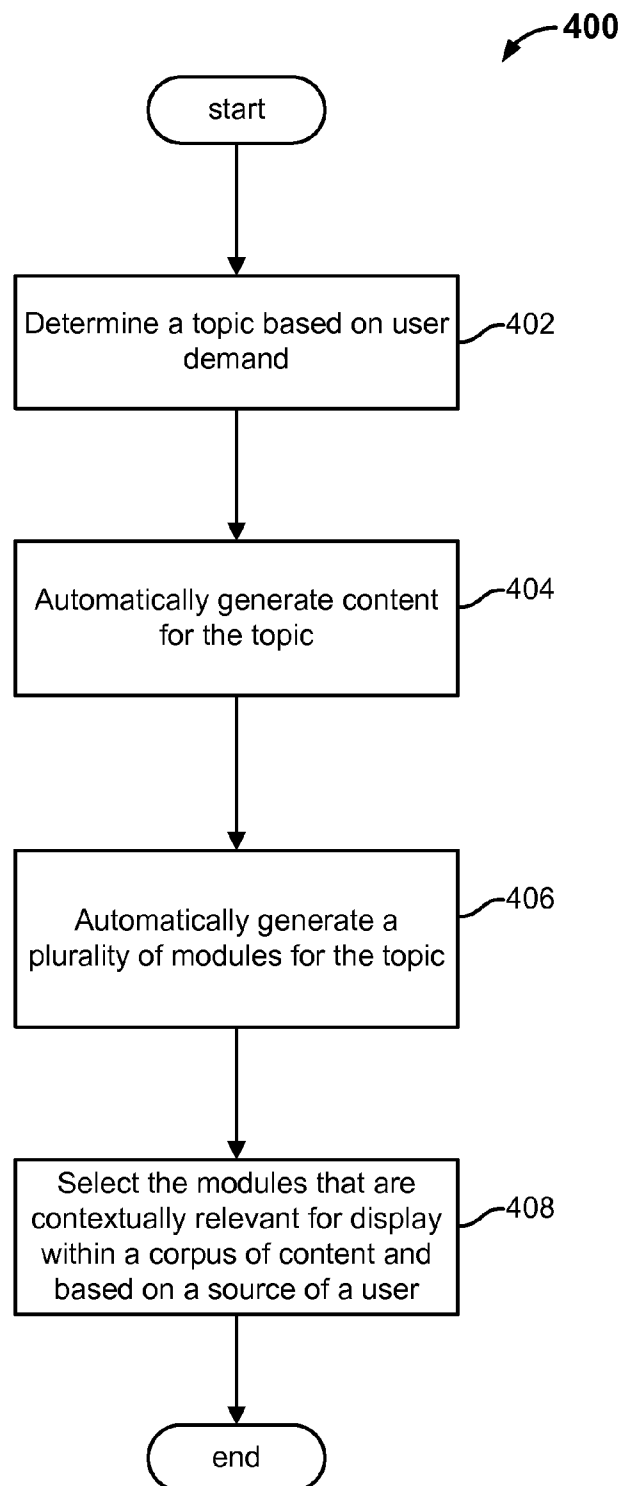 400
start
Determine a topic based on user
demand
402
Automatically generate content
for the topic
404
Automatically generate a
plurality of modules for the topic
406
Select the modules that are
contextually relevant for display
within a corpus of content and
based on a source of a user
408
end